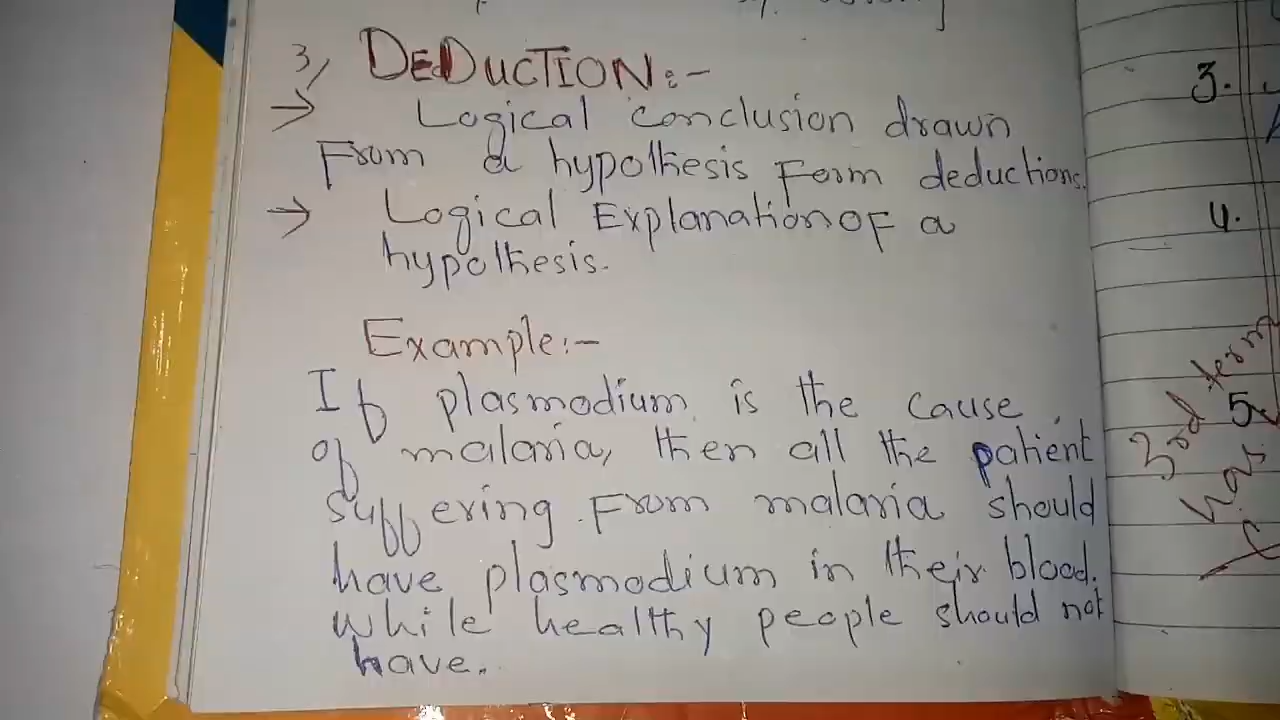 3, DEDUCTION:-
→ Logical conclusion drawn
From a hypothesis Form deductions.
→ Logical Explanation OF a
hypothesis.
Example:-
If plasmodium is the cause
of malaria, then all the patient
suffering From malaria should
have plasmodium in their blood.
While healthy people should not
have.
3.
4.
5
3rd term